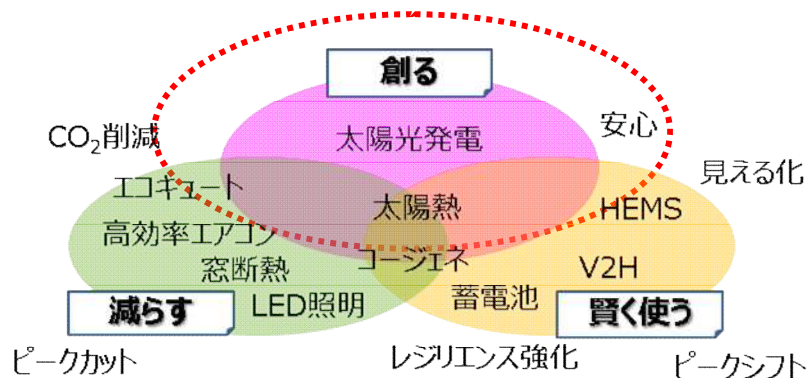 創る
太陽光発電
安心
CO₂削減
見える化
エコキュート
太陽熱
HEMS
高効率エアコン
窓断熱
コージェネ
V2H
LED照明
蓄電池
減らす
賢く使う
ピークカット
レジリエンス強化
ピークシフト